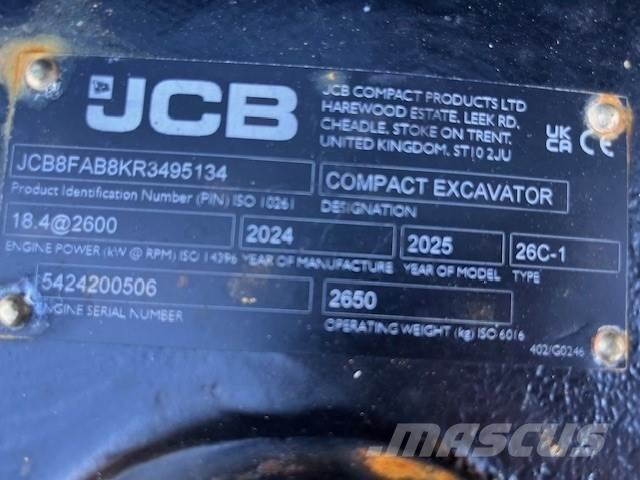 JCB
JCB COMPACT PRODUCTS LTD
HAREWOOD ESTATE, LEEK RD,
CHEADLE, STOKE ON TRENT,
UNITED KINGDOM, ST10 2JU
UK
CA CE
JCB8FAB8KR3495134
Product Identification Number (PIN) ISO 10261
COMPACT EXCAVATOR
DESIGNATION
18.4@2600
ENGINE POWER (kW @ RPM) ISO 14396
2024
YEAR OF MANUFACTURE
2025
YEAR OF MODEL
26C-1
TYPE
5424200506
ENGINE SERIAL NUMBER
2650
OPERATING WEIGHT (kg) ISO 6016
402/G0246
MASCUS